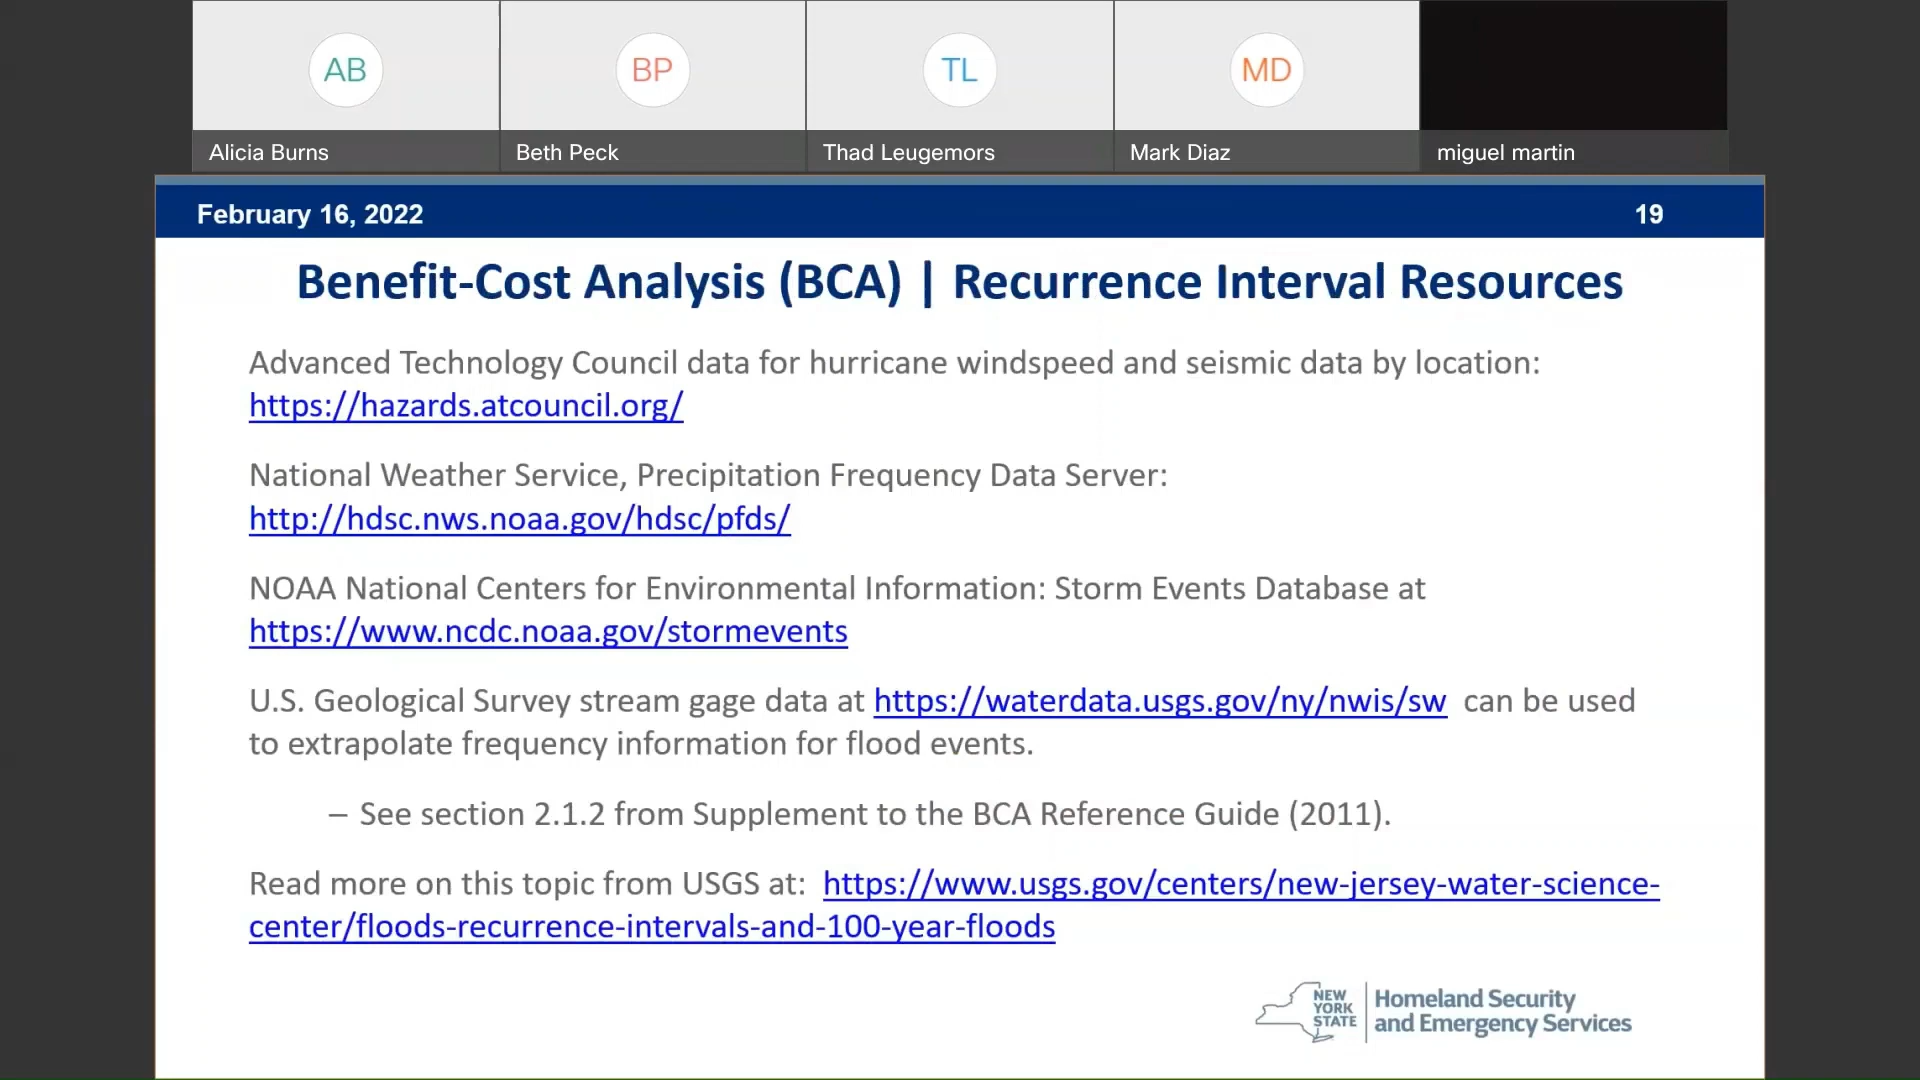 AB
BP
TL
MD
Alicia Burns
Beth Peck
Thad Leugemors
Mark Diaz
miguel martin
February 16, 2022
19
Benefit-Cost Analysis (BCA) | Recurrence Interval Resources
Advanced Technology Council data for hurricane windspeed and seismic data by location:
https://hazards.atcouncil.org/
National Weather Service, Precipitation Frequency Data Server:
http://hdsc.nws.noaa.gov/hdsc/pfds/
NOAA National Centers for Environmental Information: Storm Events Database at
https://www.ncdc.noaa.gov/stormevents
U.S. Geological Survey stream gage data at https://waterdata.usgs.gov/ny/nwis/sw can be used
to extrapolate frequency information for flood events.
– See section 2.1.2 from Supplement to the BCA Reference Guide (2011).
Read more on this topic from USGS at: https://www.usgs.gov/centers/new-jersey-water-science-
center/floods-recurrence-intervals-and-100-year-floods
NEW
YORK
STATE
Homeland Security
and Emergency Services